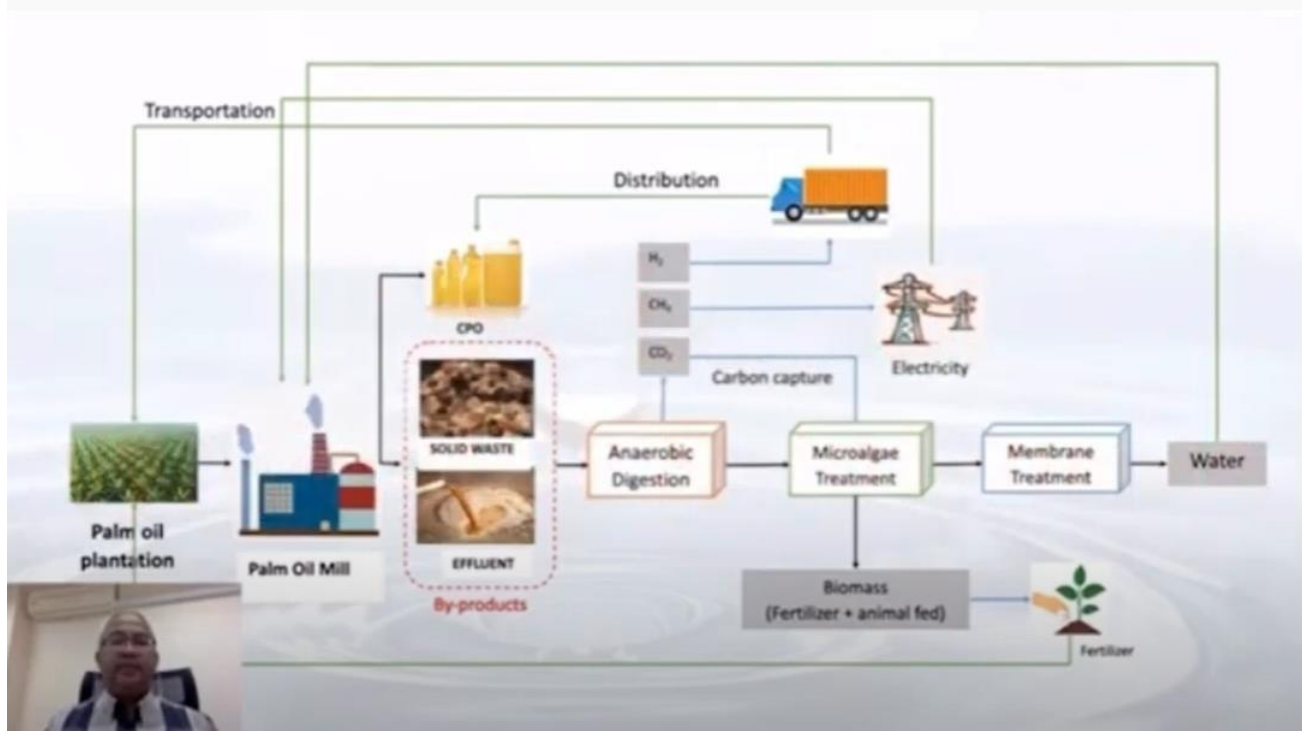 Transportation
Distribution
H₂
CH₄
CO₂
CPO
Carbon capture
Electricity
SOLID WASTE
EFFLUENT
By-products
Anaerobic
Digestion
Microalgae
Treatment
Membrane
Treatment
Water
Palm oil
plantation
Palm Oil Mill
Biomass
(Fertilizer + animal fed)
Fertilizer